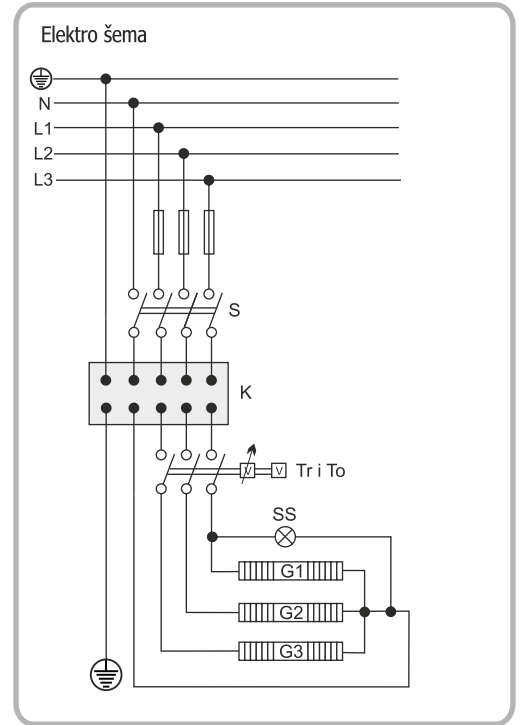 Elektro šema
N
L1
L2
L3
S
K
V V Tr i To
SS
G1
G2
G3